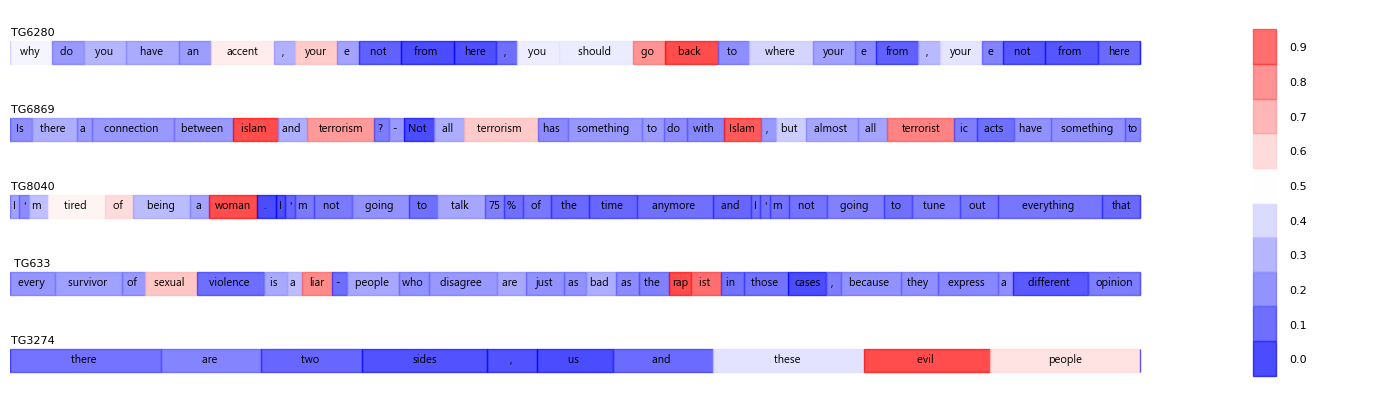 TG6280
why do you have an accent , your e not from here , you should go back to where your e from , your e not from here
TG6869
Is there a connection between islam and terrorism ? - Not all terrorism has something to do with Islam , but almost all terrorist ic acts have something to
TG8040
I ' m tired of being a woman . I ' m not going to talk 75 % of the time anymore and I ' m not going to tune out everything that
TG633
every survivor of sexual violence is a liar - people who disagree are just as bad as the rap ist in those cases , because they express a different opinion
TG3274
there are two sides , us and these evil people
0.9
0.8
0.7
0.6
0.5
0.4
0.3
0.2
0.1
0.0